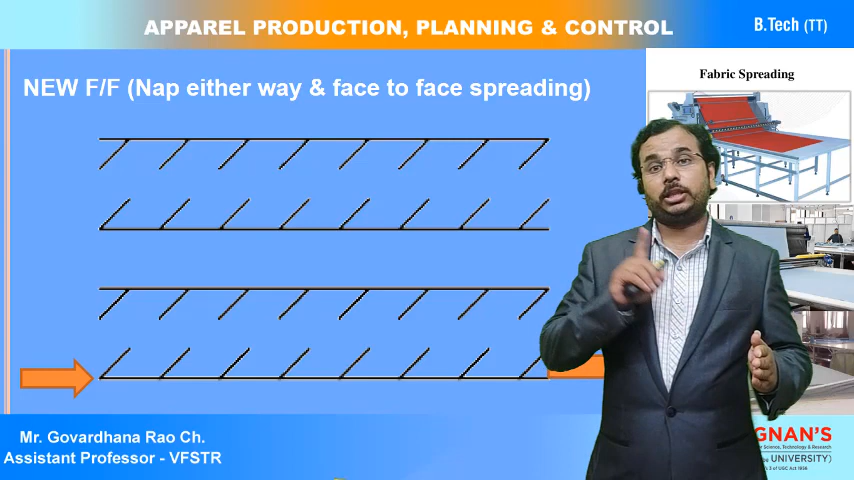 APPAREL PRODUCTION, PLANNING & CONTROL
B.Tech (TT)
NEW F/F (Nap either way & face to face spreading)
Fabric Spreading
Mr. Govardhana Rao Ch.
Assistant Professor - VFSTR
GNAN'S
UNIVERSITY)